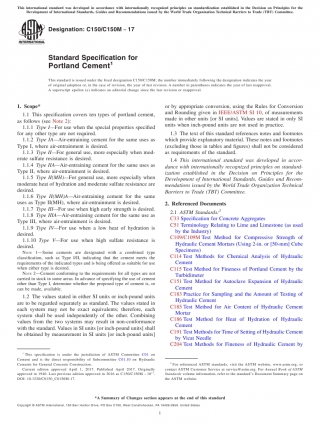 This international standard was developed in accordance with internationally recognized principles on standardization established in the Decision on Principles for the
Development of International Standards, Guides and Recommendations issued by the World Trade Organization Technical Barriers to Trade (TBT) Committee.
INTERNATIONAL
Designation: C150/C150M − 17
Standard Specification for
Portland Cement¹
This standard is issued under the fixed designation C150/C150M; the number immediately following the designation indicates the year
of original adoption or, in the case of revision, the year of last revision. A number in parentheses indicates the year of last reapproval.
A superscript epsilon (ε) indicates an editorial change since the last revision or reapproval.
1. Scope*
1.1 This specification covers ten types of portland cement,
as follows (see Note 2):
1.1.1 Type I—For use when the special properties specified
for any other type are not required.
1.1.2 Type IA—Air-entraining cement for the same uses as
Type I, where air-entrainment is desired.
1.1.3 Type II—For general use, more especially when mod-
erate sulfate resistance is desired.
1.1.4 Type IIA—Air-entraining cement for the same uses as
Type II, where air-entrainment is desired.
1.1.5 Type II(MH)—For general use, more especially when
moderate heat of hydration and moderate sulfate resistance are
desired.
1.1.6 Type II(MH)A—Air-entraining cement for the same
uses as Type II(MH), where air-entrainment is desired.
1.1.7 Type III—For use when high early strength is desired.
1.1.8 Type IIIA—Air-entraining cement for the same use as
Type III, where air-entrainment is desired.
1.1.9 Type IV—For use when a low heat of hydration is
desired.
1.1.10 Type V—For use when high sulfate resistance is
desired.
NOTE 1—Some cements are designated with a combined type
classification, such as Type I/II, indicating that the cement meets the
requirements of the indicated types and is being offered as suitable for use
when either type is desired.
NOTE 2—Cement conforming to the requirements for all types are not
carried in stock in some areas. In advance of specifying the use of cement
other than Type I, determine whether the proposed type of cement is, or
can be made, available.
1.2 The values stated in either SI units or inch-pound units
are to be regarded separately as standard. The values stated in
each system may not be exact equivalents; therefore, each
system shall be used independently of the other. Combining
values from the two systems may result in non-conformance
with the standard. Values in SI units [or inch-pound units] shall
be obtained by measurement in SI units [or inch-pound units]
or by appropriate conversion, using the Rules for Conversion
and Rounding given in IEEE/ASTM SI 10, of measurements
made in other units [or SI units]. Values are stated in only SI
units when inch-pound units are not used in practice.
1.3 The text of this standard references notes and footnotes
which provide explanatory material. These notes and footnotes
(excluding those in tables and figures) shall not be considered
as requirements of the standard.
1.4 This international standard was developed in accor-
dance with internationally recognized principles on standard-
ization established in the Decision on Principles for the
Development of International Standards, Guides and Recom-
mendations issued by the World Trade Organization Technical
Barriers to Trade (TBT) Committee.
2. Referenced Documents
2.1 ASTM Standards:²
C33 Specification for Concrete Aggregates
C51 Terminology Relating to Lime and Limestone (as used
by the Industry)
C109/C109M Test Method for Compressive Strength of
Hydraulic Cement Mortars (Using 2-in. or [50-mm] Cube
Specimens)
C114 Test Methods for Chemical Analysis of Hydraulic
Cement
C115 Test Method for Fineness of Portland Cement by the
Turbidimeter
C151 Test Method for Autoclave Expansion of Hydraulic
Cement
C183 Practice for Sampling and the Amount of Testing of
Hydraulic Cement
C185 Test Method for Air Content of Hydraulic Cement
Mortar
C186 Test Method for Heat of Hydration of Hydraulic
Cement
C191 Test Methods for Time of Setting of Hydraulic Cement
by Vicat Needle
C204 Test Methods for Fineness of Hydraulic Cement by
¹ This specification is under the jurisdiction of ASTM Committee C01 on
Cement and is the direct responsibility of Subcommittee C01.10 on Hydraulic
Cements for General Concrete Construction.
Current edition approved April 1, 2017. Published April 2017. Originally
approved in 1940. Last previous edition approved in 2016 as C150/C150M – 16ᵋ¹.
DOI: 10.1520/C0150_C0150M-17.
² For referenced ASTM standards, visit the ASTM website, www.astm.org, or
contact ASTM Customer Service at service@astm.org. For Annual Book of ASTM
Standards volume information, refer to the standard's Document Summary page on
the ASTM website.
*A Summary of Changes section appears at the end of this standard
1